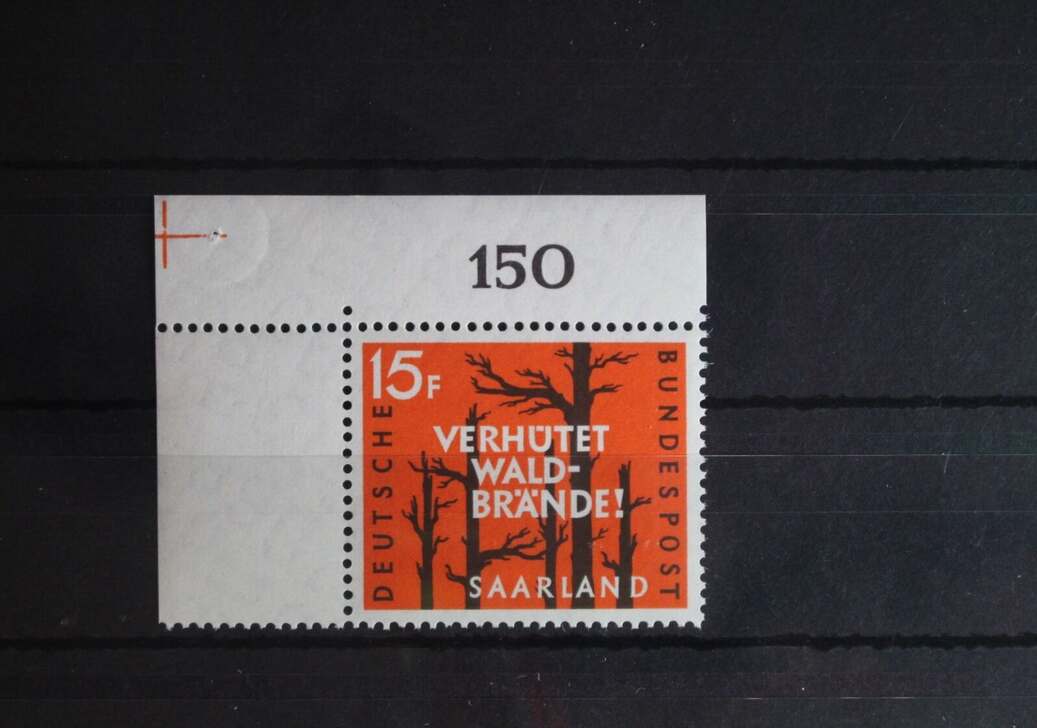 150
15F
DEUTSCHE
BUNDESPOST
VERHÜTET
WALD-
BRÄNDE!
SAARLAND